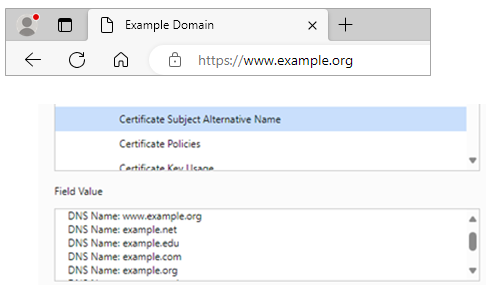 Example Domain
https://www.example.org
Certificate Subject Alternative Name
Certificate Policies
Certificate Key Usage
Field Value
DNS Name: www.example.org
DNS Name: example.net
DNS Name: example.edu
DNS Name: example.com
DNS Name: example.org